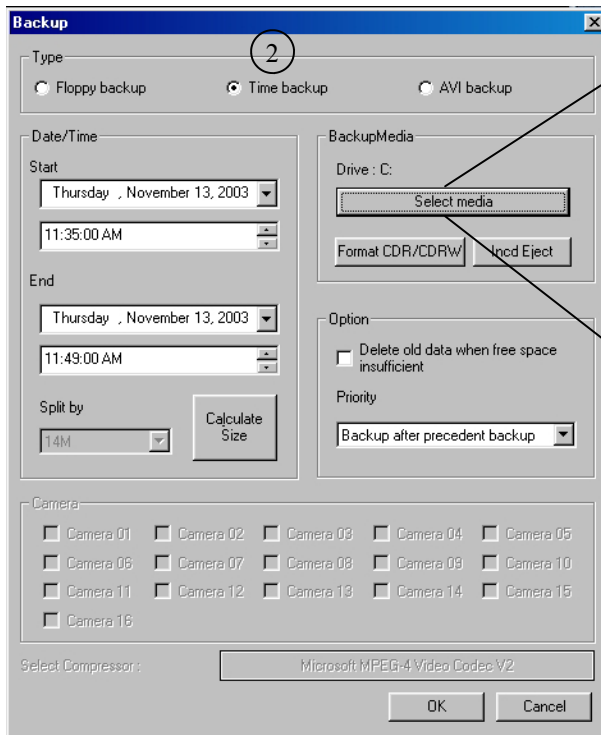 Backup
Type
2
Floppy backup Time backup AVI backup
Date/Time
Start
Thursday , November 13, 2003
11:35:00 AM
End
Thursday , November 13, 2003
11:49:00 AM
Split by
14M
Calculate
Size
BackupMedia
Drive : C:
Select media
Format CDR/CDRW Incd Eject
Option
Delete old data when free space
insufficient
Priority
Backup after precedent backup
Camera
Camera 01 Camera 02 Camera 03 Camera 04 Camera 05
Camera 06 Camera 07 Camera 08 Camera 09 Camera 10
Camera 11 Camera 12 Camera 13 Camera 14 Camera 15
Camera 16
Select Compressor : Microsoft MPEG-4 Video Codec V2
OK Cancel